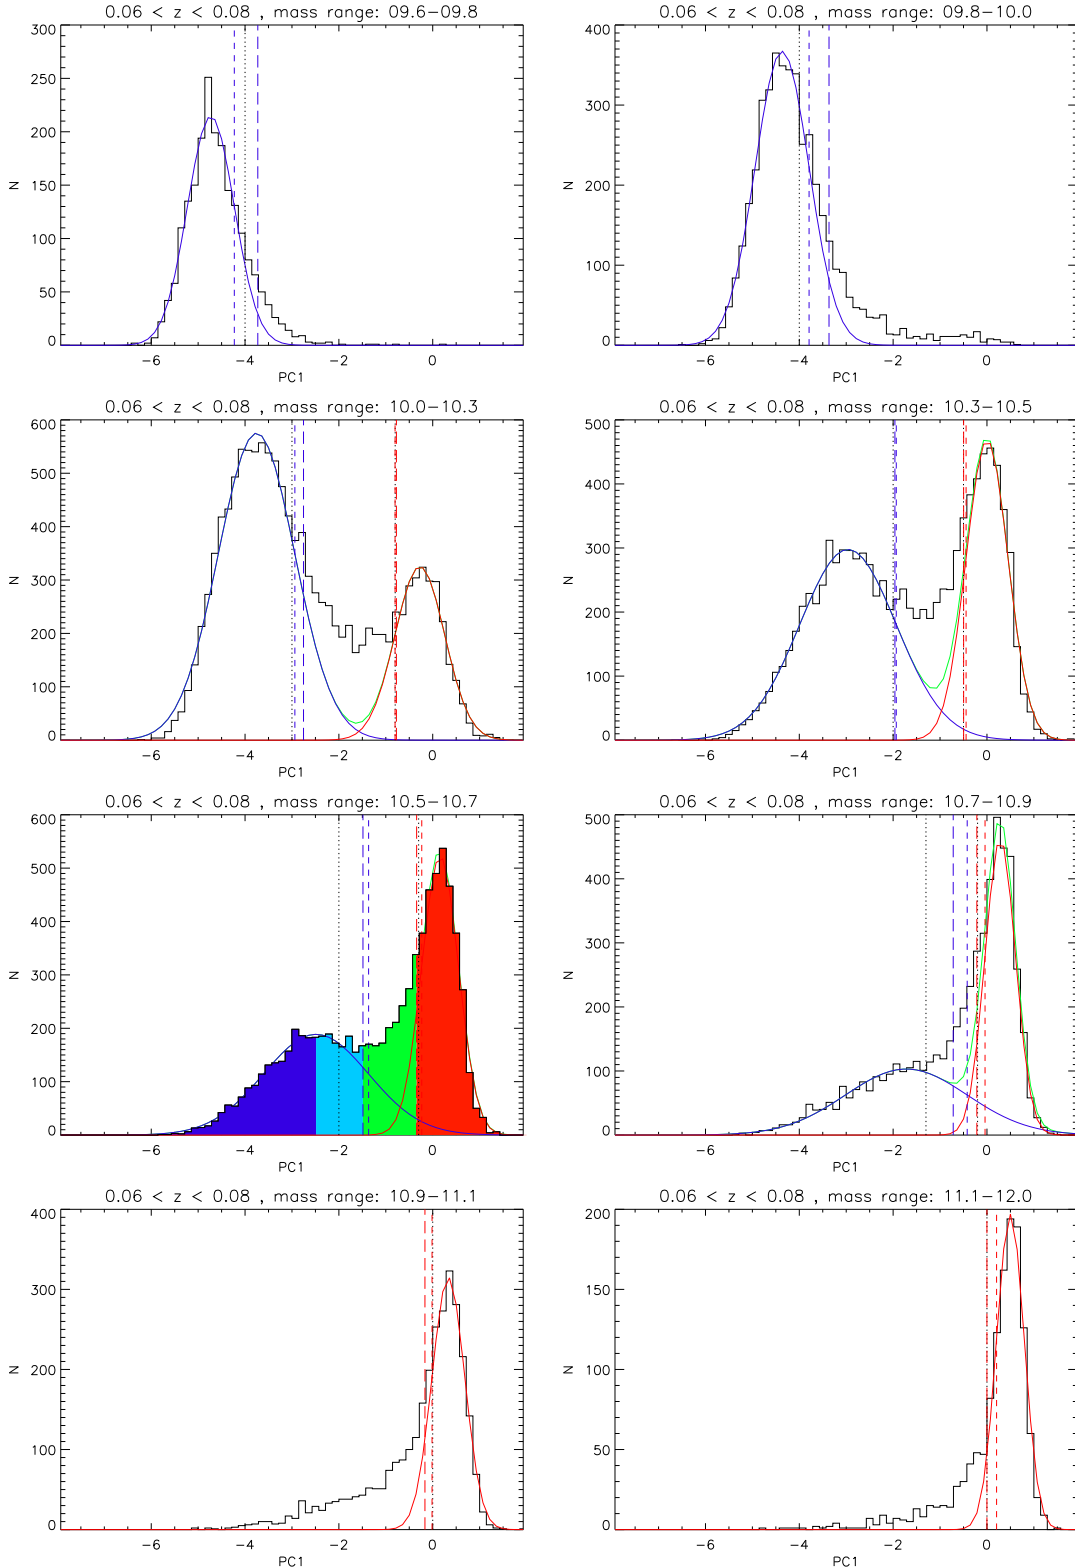 0.06 < z < 0.08 , mass range: 09.6−09.8
300
250
200
150
100
50
0
N
−6 −4 −2 0
PC1
0.06 < z < 0.08 , mass range: 09.8−10.0
400
300
200
100
0
N
−6 −4 −2 0
PC1
0.06 < z < 0.08 , mass range: 10.0−10.3
600
500
400
300
200
100
0
N
−6 −4 −2 0
PC1
0.06 < z < 0.08 , mass range: 10.3−10.5
500
400
300
200
100
0
N
−6 −4 −2 0
PC1
0.06 < z < 0.08 , mass range: 10.5−10.7
600
500
400
300
200
100
0
N
−6 −4 −2 0
PC1
0.06 < z < 0.08 , mass range: 10.7−10.9
500
400
300
200
100
0
N
−6 −4 −2 0
PC1
0.06 < z < 0.08 , mass range: 10.9−11.1
400
300
200
100
0
N
−6 −4 −2 0
PC1
0.06 < z < 0.08 , mass range: 11.1−12.0
200
150
100
50
0
N
−6 −4 −2 0
PC1